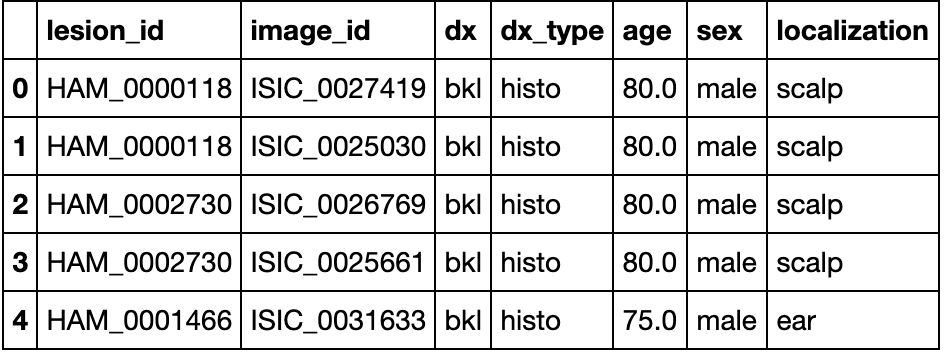 lesion_id image_id dx dx_type age sex localization
0 HAM_0000118 ISIC_0027419 bkl histo 80.0 male scalp
1 HAM_0000118 ISIC_0025030 bkl histo 80.0 male scalp
2 HAM_0002730 ISIC_0026769 bkl histo 80.0 male scalp
3 HAM_0002730 ISIC_0025661 bkl histo 80.0 male scalp
4 HAM_0001466 ISIC_0031633 bkl histo 75.0 male ear